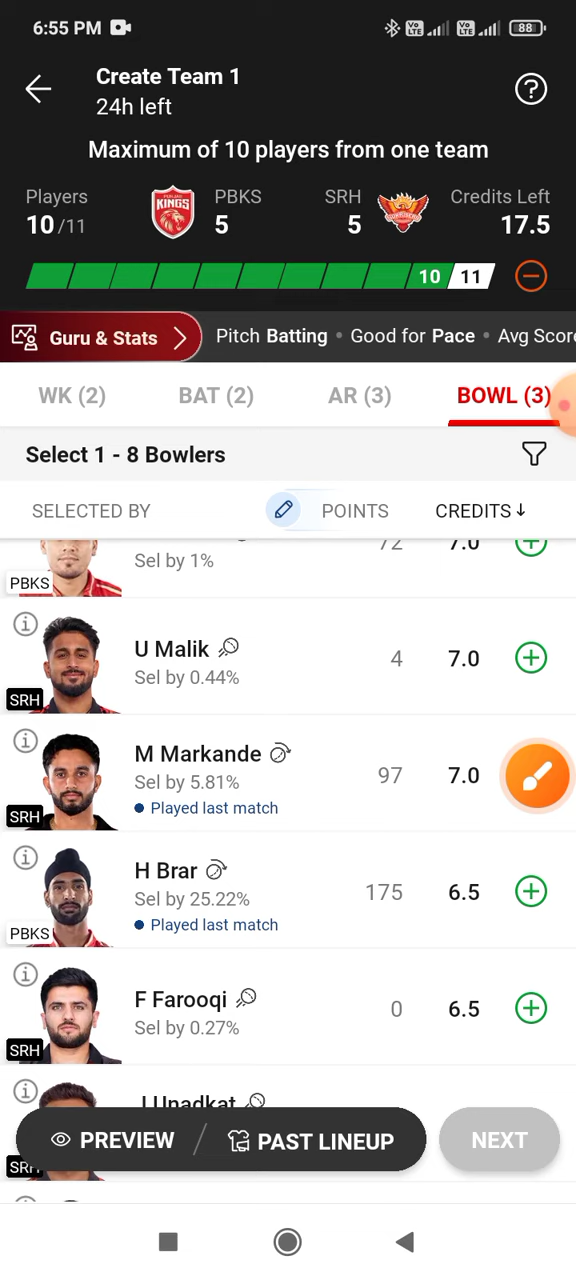 6:55 PM
88
Create Team 1
24h left
Maximum of 10 players from one team
Players
10/11
PUNJAB KINGS
PBKS
5
SRH
5
Credits Left
17.5
10
11
Guru & Stats
Pitch Batting • Good for Pace • Avg Score
WK (2)
BAT (2)
AR (3)
BOWL (3)
Select 1 - 8 Bowlers
SELECTED BY
POINTS
CREDITS↓
72
7.0
Sel by 1%
PBKS
U Malik
Sel by 0.44%
4
7.0
SRH
M Markande
Sel by 5.81%
Played last match
97
7.0
SRH
H Brar
Sel by 25.22%
Played last match
175
6.5
PBKS
F Farooqi
Sel by 0.27%
0
6.5
SRH
J Unadkat
SRH
PREVIEW
PAST LINEUP
NEXT